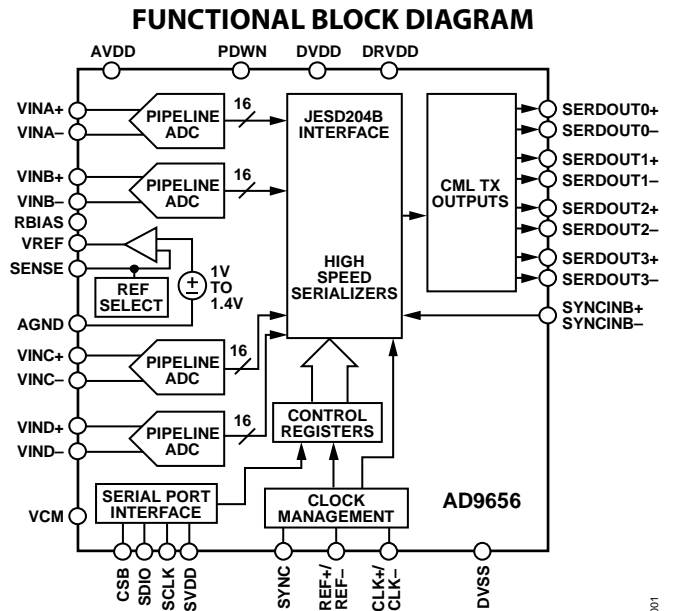 FUNCTIONAL BLOCK DIAGRAM
AVDD
PDWN
DVDD
DRVDD
VINA+
VINA–
PIPELINE
ADC
16
JESD204B
INTERFACE
HIGH
SPEED
SERIALIZERS
CML TX
OUTPUTS
SERDOUT0+
SERDOUT0–
SERDOUT1+
SERDOUT1–
SERDOUT2+
SERDOUT2–
SERDOUT3+
SERDOUT3–
SYNCINB+
SYNCINB–
VINB+
VINB–
PIPELINE
ADC
16
RBIAS
VREF
SENSE
REF
SELECT
1V
TO
1.4V
AGND
VINC+
VINC–
PIPELINE
ADC
16
VIND+
VIND–
PIPELINE
ADC
16
CONTROL
REGISTERS
VCM
SERIAL PORT
INTERFACE
CLOCK
MANAGEMENT
AD9656
CSB
SDIO
SCLK
SVDD
SYNC
REF+/
REF–
CLK+/
CLK–
DVSS
001